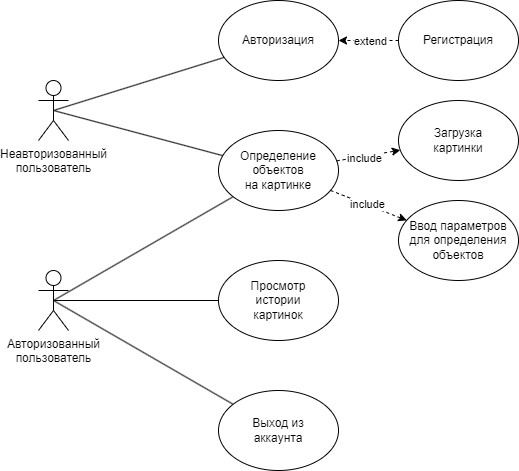 Авторизация
extend
Регистрация
Неавторизованный
пользователь
Определение
объектов
на картинке
include
Загрузка
картинки
include
Ввод параметров
для определения
объектов
Авторизованный
пользователь
Просмотр
истории
картинок
Выход из
аккаунта